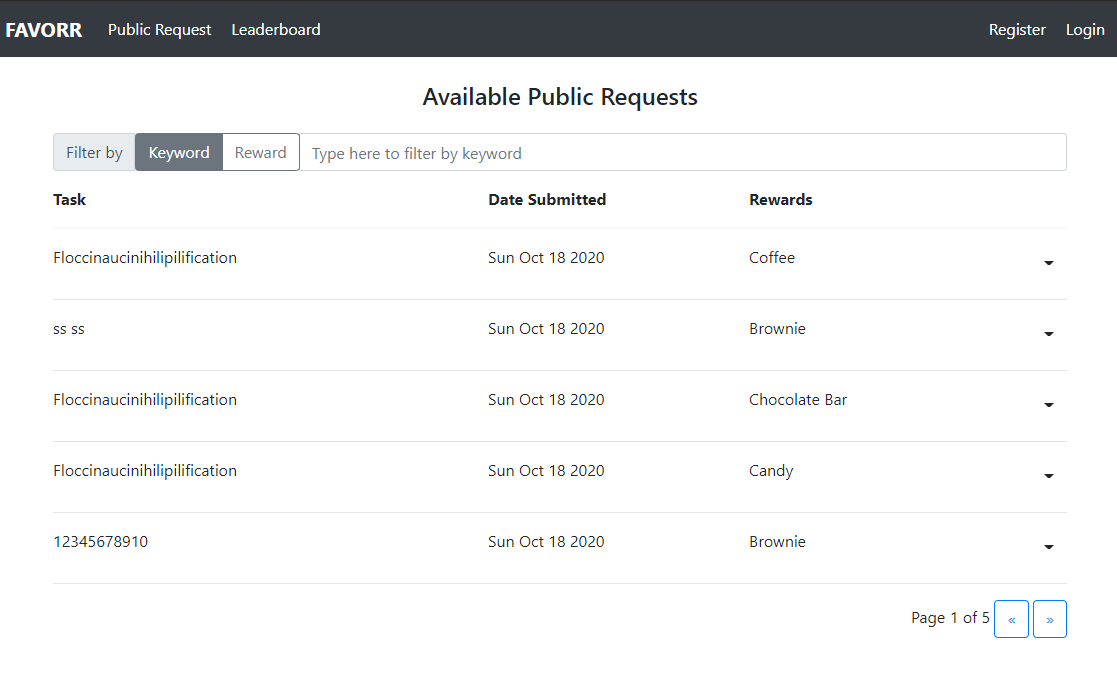 FAVORR Public Request Leaderboard Register Login
Available Public Requests
Filter by Keyword Reward Type here to filter by keyword
Task Date Submitted Rewards
Floccinaucinihilipilification Sun Oct 18 2020 Coffee
ss ss Sun Oct 18 2020 Brownie
Floccinaucinihilipilification Sun Oct 18 2020 Chocolate Bar
Floccinaucinihilipilification Sun Oct 18 2020 Candy
12345678910 Sun Oct 18 2020 Brownie
Page 1 of 5 « »